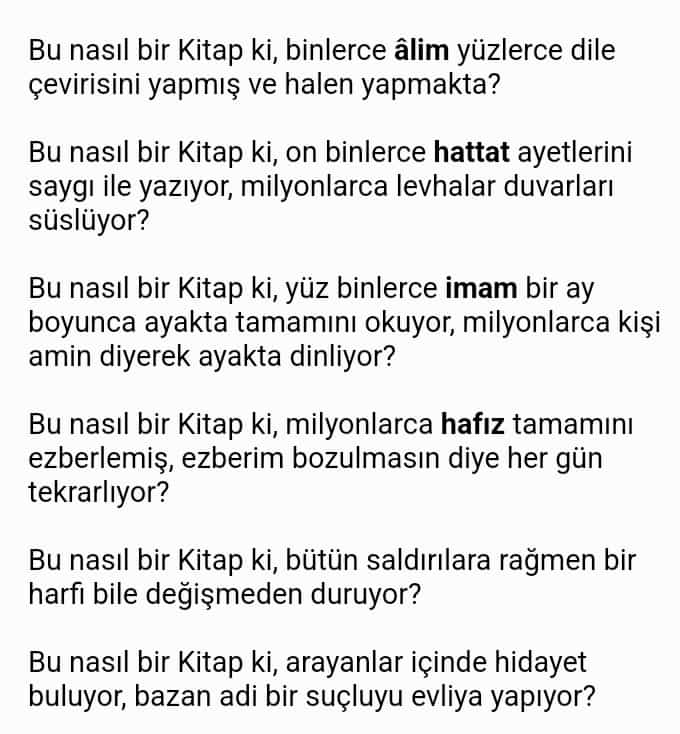 Bu nasıl bir Kitap ki, binlerce âlim yüzlerce dile
çevirisini yapmış ve halen yapmakta?
Bu nasıl bir Kitap ki, on binlerce hattat ayetlerini
saygı ile yazıyor, milyonlarca levhalar duvarları
süslüyor?
Bu nasıl bir Kitap ki, yüz binlerce imam bir ay
boyunca ayakta tamamını okuyor, milyonlarca kişi
amin diyerek ayakta dinliyor?
Bu nasıl bir Kitap ki, milyonlarca hafız tamamını
ezberlemiş, ezberim bozulmasın diye her gün
tekrarlıyor?
Bu nasıl bir Kitap ki, bütün saldırılara rağmen bir
harfi bile değişmeden duruyor?
Bu nasıl bir Kitap ki, arayanlar içinde hidayet
buluyor, bazan adi bir suçluyu evliya yapıyor?